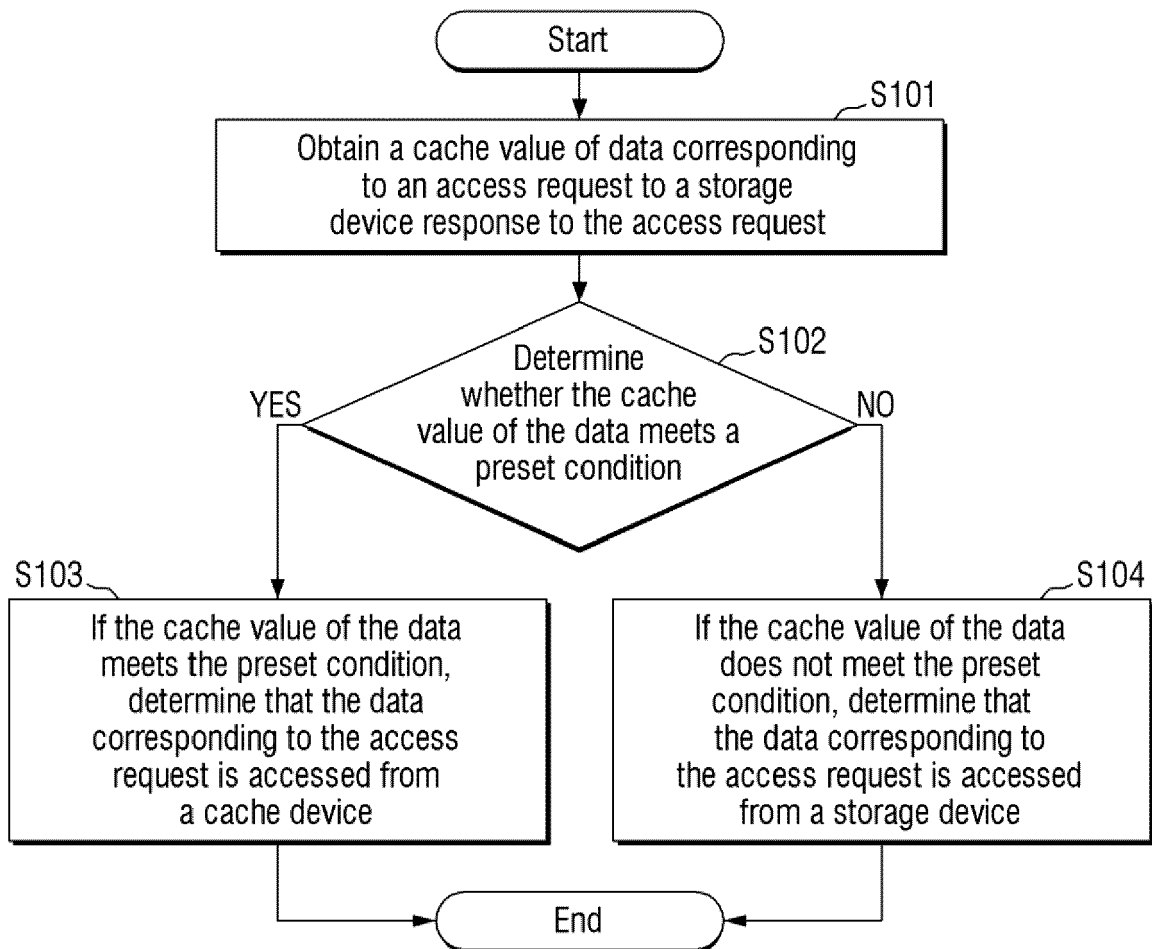 Start
S101
Obtain a cache value of data corresponding
to an access request to a storage
device response to the access request
S102
Determine
whether the cache
value of the data meets a
preset condition
YES
NO
S103
If the cache value of the data
meets the preset condition,
determine that the data
corresponding to the access
request is accessed from
a cache device
S104
If the cache value of the data
does not meet the preset
condition, determine that
the data corresponding to
the access request is accessed
from a storage device
End